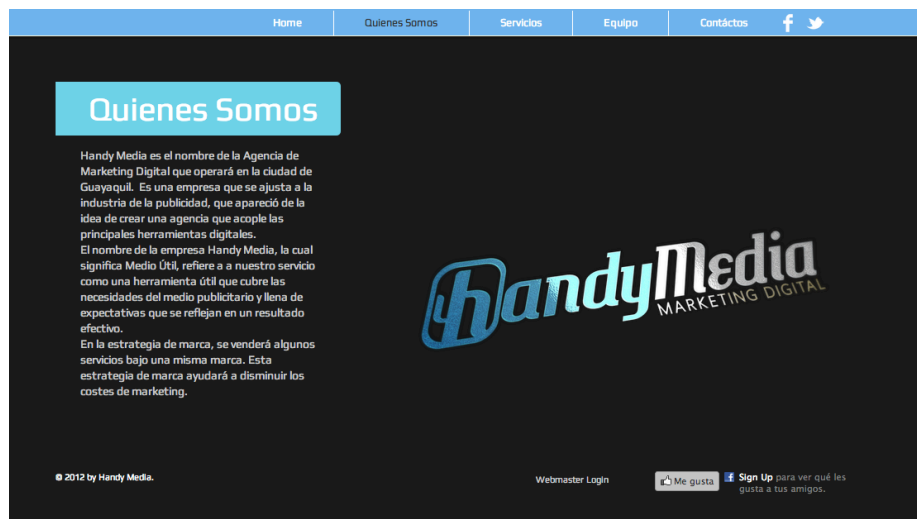 Home Quienes Somos Servicios Equipo Contáctos
Quienes Somos
Handy Media es el nombre de la Agencia de
Marketing Digital que operará en la ciudad de
Guayaquil.  Es una empresa que se ajusta a la
industria de la publicidad, que apareció de la
idea de crear una agencia que acople las
principales herramientas digitales.
El nombre de la empresa Handy Media, la cual
significa Medio Útil, refiere a a nuestro servicio
como una herramienta útil que cubre las
necesidades del medio publicitario y llena de
expectativas que se reflejan en un resultado
efectivo.
En la estrategia de marca, se venderá algunos
servicios bajo una misma marca. Esta
estrategia de marca ayudará a disminuir los
costes de marketing.
handyMedia
MARKETING DIGITAL
© 2012 by Handy Media.
Webmaster Login
Me gusta
Sign Up para ver qué les
gusta a tus amigos.